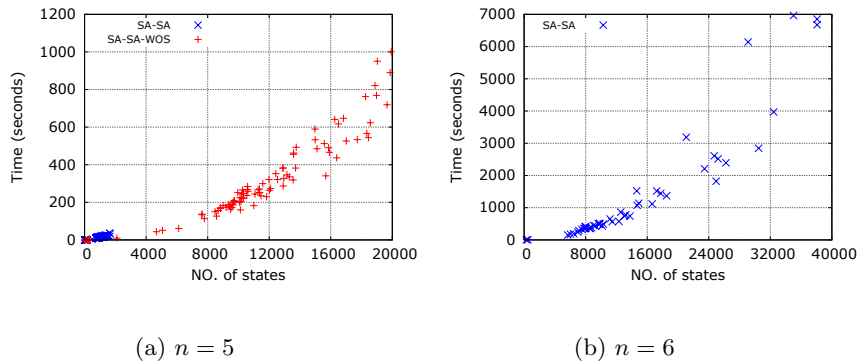 SA-SA
SA-SA-WOS
Time (seconds)
1200
1000
800
600
400
200
0
0 4000 8000 12000 16000 20000
NO. of states
(a) n = 5
SA-SA
Time (seconds)
7000
6000
5000
4000
3000
2000
1000
0
0 8000 16000 24000 32000 40000
NO. of states
(b) n = 6